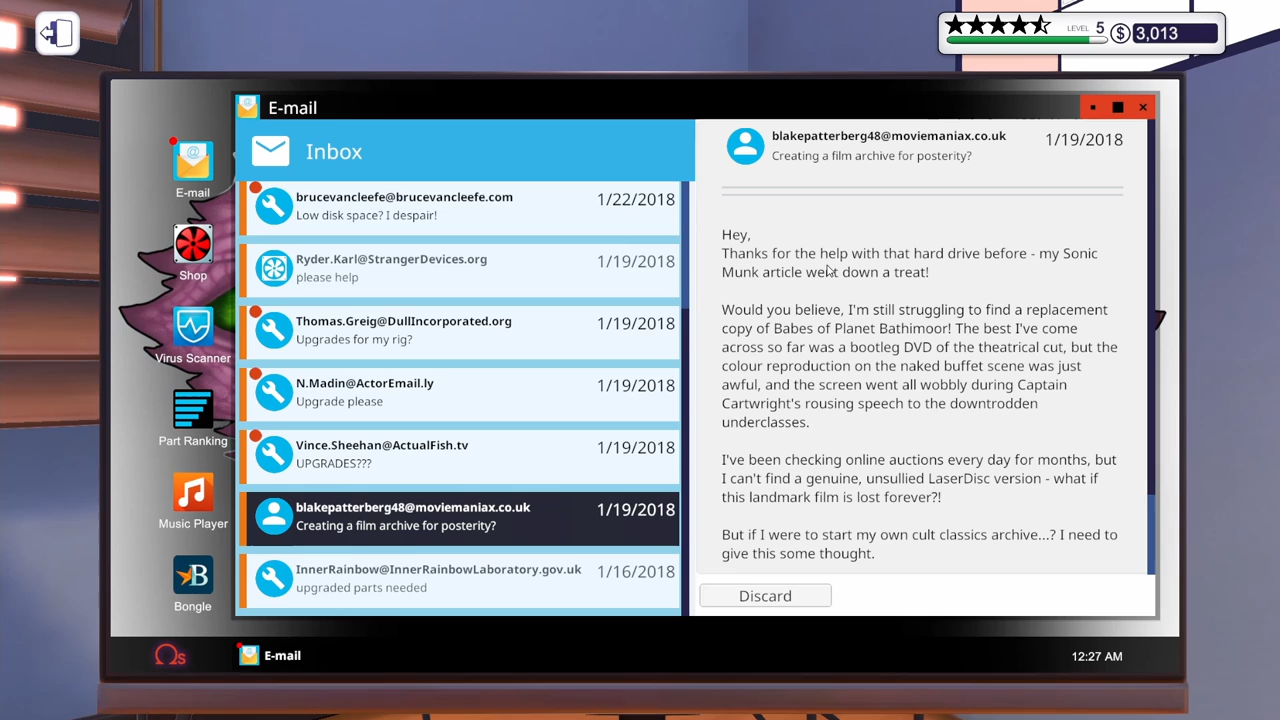 LEVEL 5
$ 3,013
E-mail
Inbox
E-mail
Shop
Virus Scanner
Part Ranking
Music Player
Bongle
brucevancleefe@brucevancleefe.com 1/22/2018
Low disk space? I despair!
Ryder.Karl@StrangerDevices.org 1/19/2018
please help
Thomas.Greig@DullIncorporated.org 1/19/2018
Upgrades for my rig?
N.Madin@ActorEmail.ly 1/19/2018
Upgrade please
Vince.Sheehan@ActualFish.tv 1/19/2018
UPGRADES???
blakepatterberg48@moviemaniax.co.uk 1/19/2018
Creating a film archive for posterity?
InnerRainbow@InnerRainbowLaboratory.gov.uk 1/16/2018
upgraded parts needed
blakepatterberg48@moviemaniax.co.uk 1/19/2018
Creating a film archive for posterity?
Hey,
Thanks for the help with that hard drive before - my Sonic
Munk article went down a treat!
Would you believe, I'm still struggling to find a replacement
copy of Babes of Planet Bathimoor! The best I've come
across so far was a bootleg DVD of the theatrical cut, but the
colour reproduction on the naked buffet scene was just
awful, and the screen went all wobbly during Captain
Cartwright's rousing speech to the downtrodden
underclasses.
I've been checking online auctions every day for months, but
I can't find a genuine, unsullied LaserDisc version - what if
this landmark film is lost forever?!
But if I were to start my own cult classics archive...? I need to
give this some thought.
Discard
Ωs
E-mail
12:27 AM